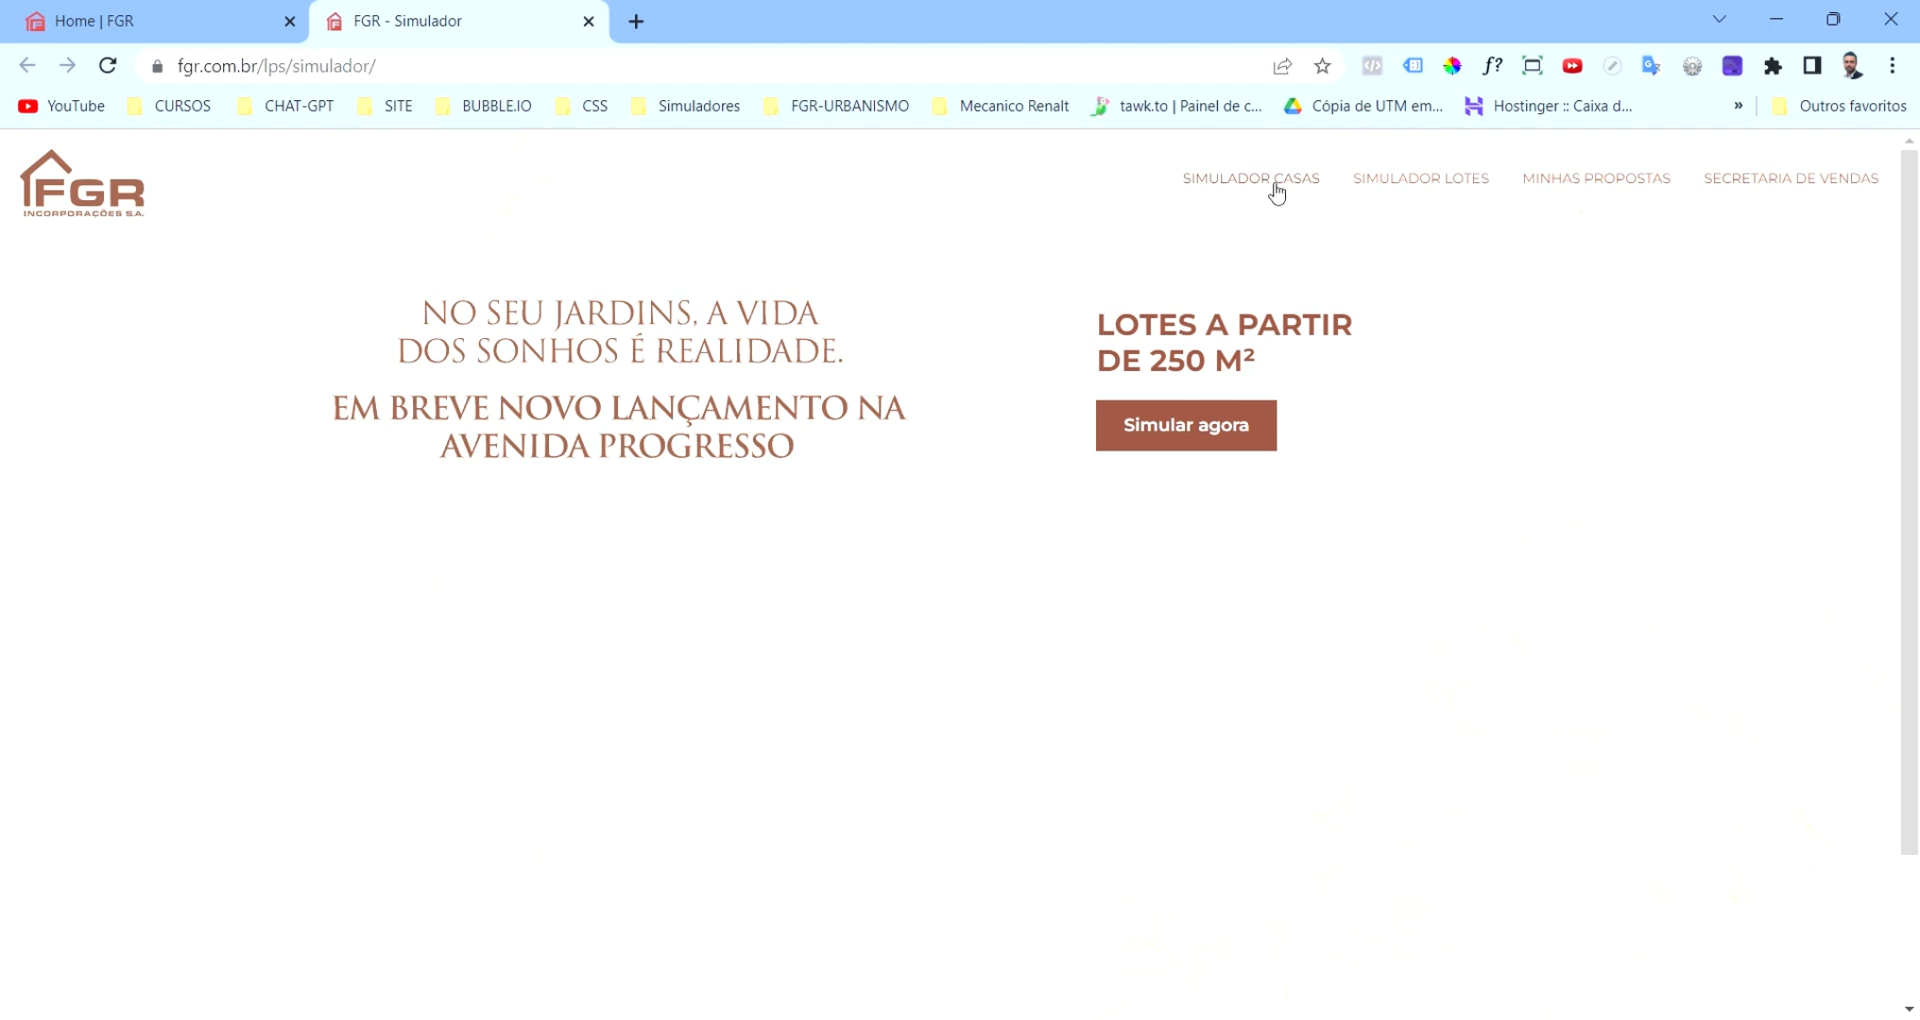 Home | FGR
FGR - Simulador
fgr.com.br/lps/simulador/
f?
YouTube
CURSOS
CHAT-GPT
SITE
BUBBLE.IO
CSS
Simuladores
FGR-URBANISMO
Mecanico Renalt
tawk.to | Painel de c...
Cópia de UTM em...
Hostinger :: Caixa d...
»
Outros favoritos
FGR
INCORPORAÇÕES S.A.
SIMULADOR CASAS
SIMULADOR LOTES
MINHAS PROPOSTAS
SECRETARIA DE VENDAS
NO SEU JARDINS, A VIDA
DOS SONHOS É REALIDADE.
EM BREVE NOVO LANÇAMENTO NA
AVENIDA PROGRESSO
LOTES A PARTIR
DE 250 M²
Simular agora